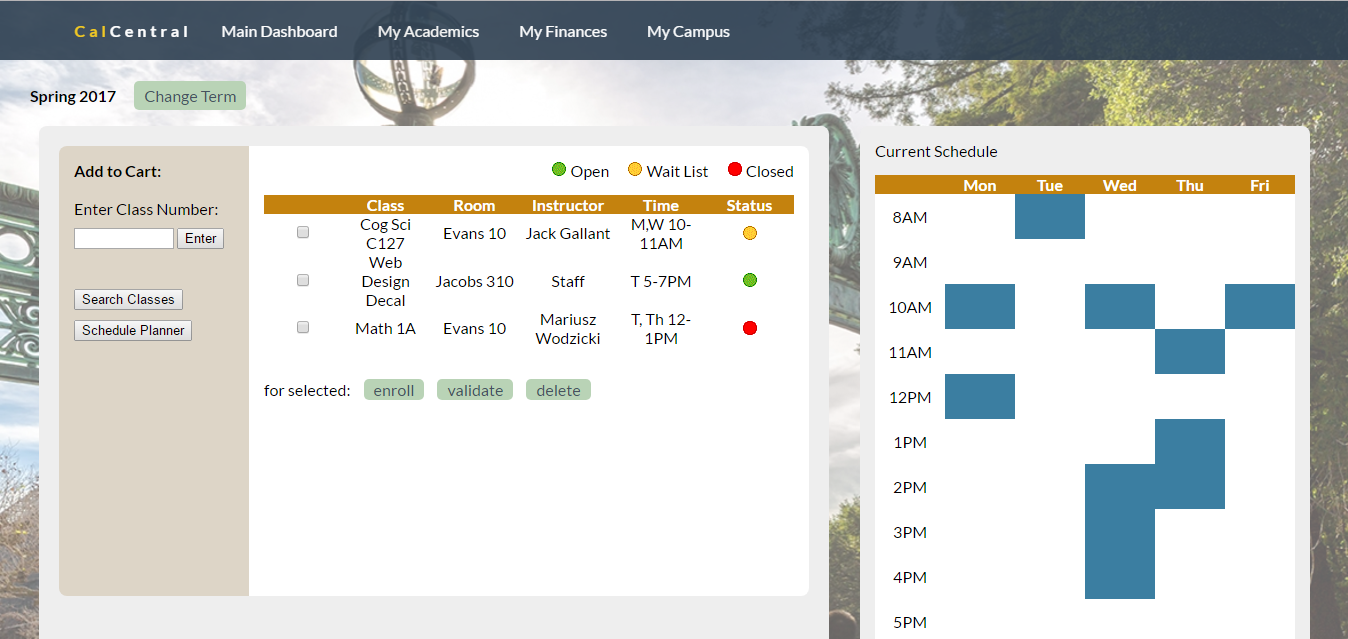 CalCentral Main Dashboard My Academics My Finances My Campus
Spring 2017 Change Term
Add to Cart:
Enter Class Number:
Enter
Search Classes
Schedule Planner
Open Wait List Closed
Class Room Instructor Time Status
Cog Sci
C127
Evans 10
Jack Gallant
M,W 10-
11AM
Web
Design
Decal
Jacobs 310
Staff
T 5-7PM
Math 1A
Evans 10
Mariusz
Wodzicki
T, Th 12-
1PM
for selected: enroll validate delete
Current Schedule
Mon Tue Wed Thu Fri
8AM
9AM
10AM
11AM
12PM
1PM
2PM
3PM
4PM
5PM